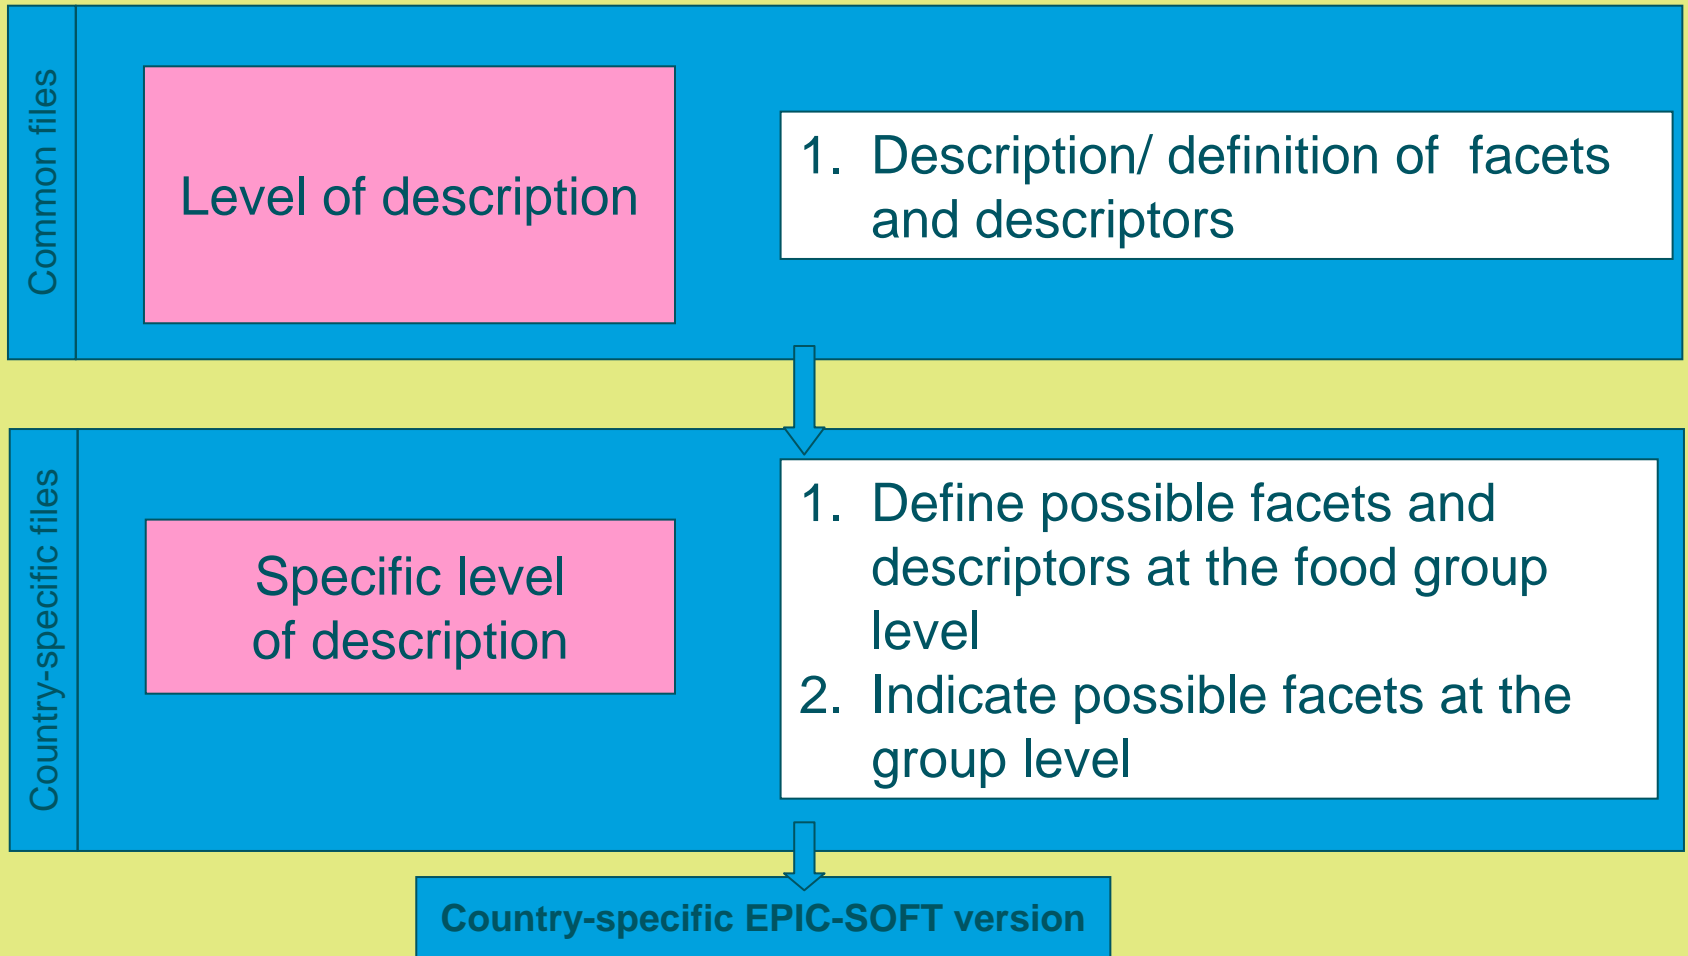 Common files
Level of description
1. Description/ definition of facets
and descriptors
Country-specific files
Specific level
of description
1. Define possible facets and
descriptors at the food group
level
2. Indicate possible facets at the
group level
Country-specific EPIC-SOFT version